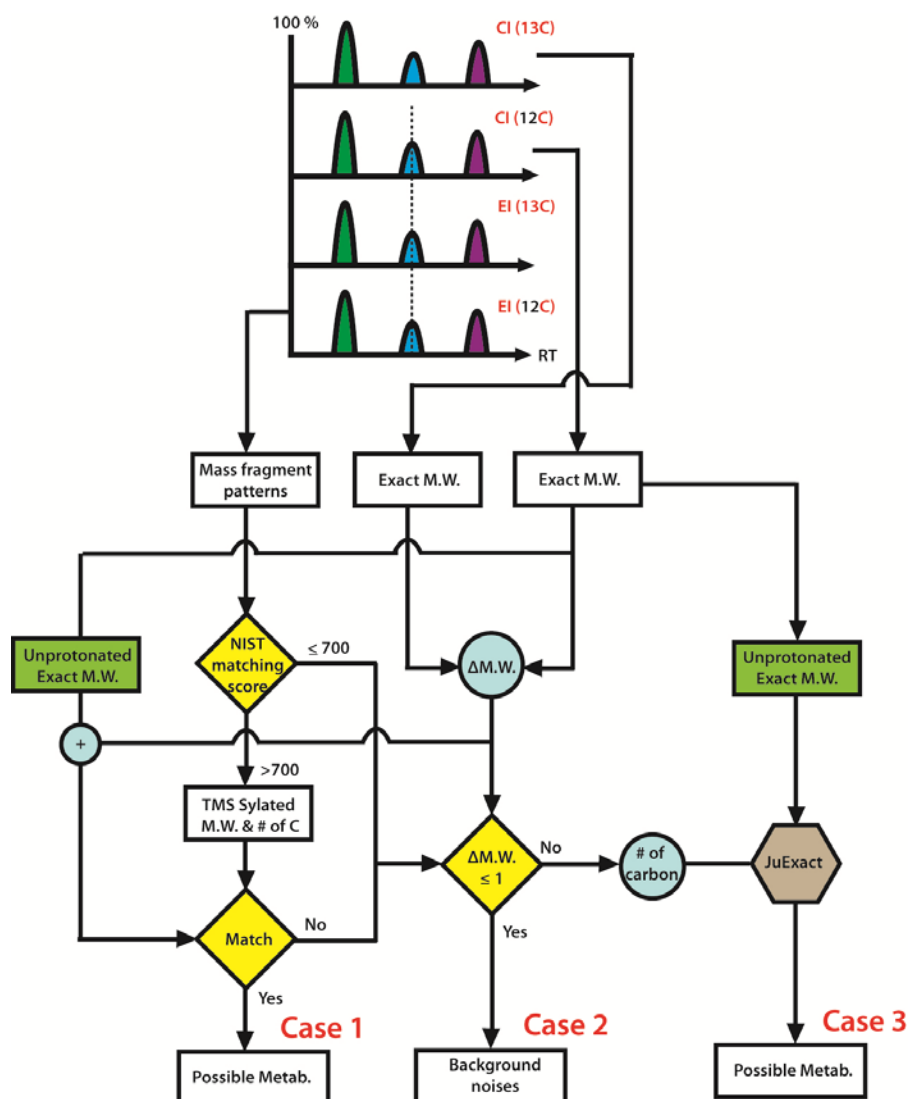 100 %
CI (13C)
CI (12C)
EI (13C)
EI (12C)
RT
Mass fragment
patterns
Exact M.W.
Exact M.W.
Unprotonated
Exact M.W.
NIST
matching
score
≤ 700
ΔM.W.
Unprotonated
Exact M.W.
+
>700
TMS Sylated
M.W. & # of C
ΔM.W.
≤ 1
No
# of
carbon
JuExact
Match
No
Yes
Yes
Case 1
Case 2
Case 3
Possible Metab.
Background
noises
Possible Metab.